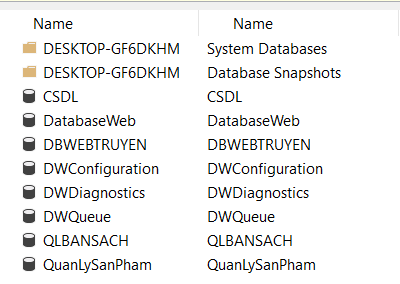 Name Name
DESKTOP-GF6DKHM System Databases
DESKTOP-GF6DKHM Database Snapshots
CSDL CSDL
DatabaseWeb DatabaseWeb
DBWEBTRUYEN DBWEBTRUYEN
DWConfiguration DWConfiguration
DWDiagnostics DWDiagnostics
DWQueue DWQueue
QLBANSACH QLBANSACH
QuanLySanPham QuanLySanPham